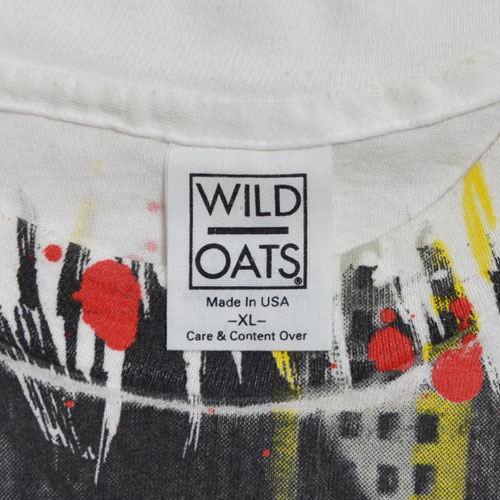 WILD
OATS®
Made In USA
–XL–
Care & Content Over